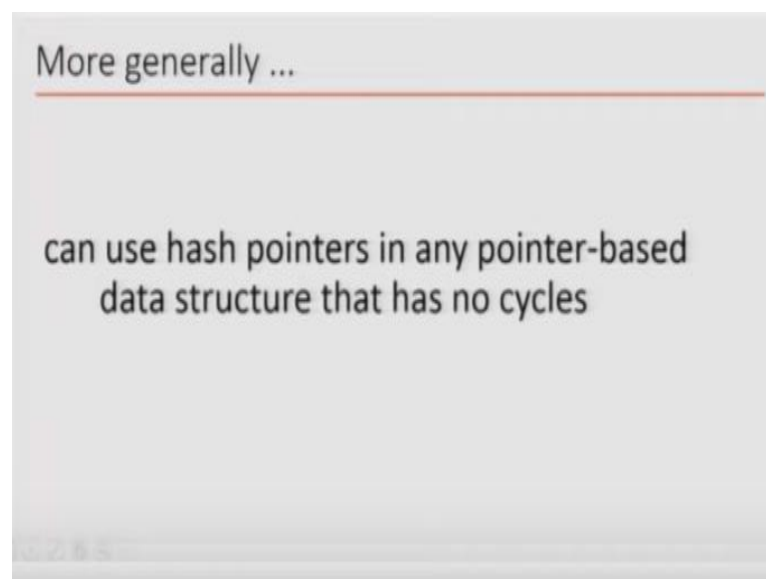 More generally ...
can use hash pointers in any pointer-based
data structure that has no cycles